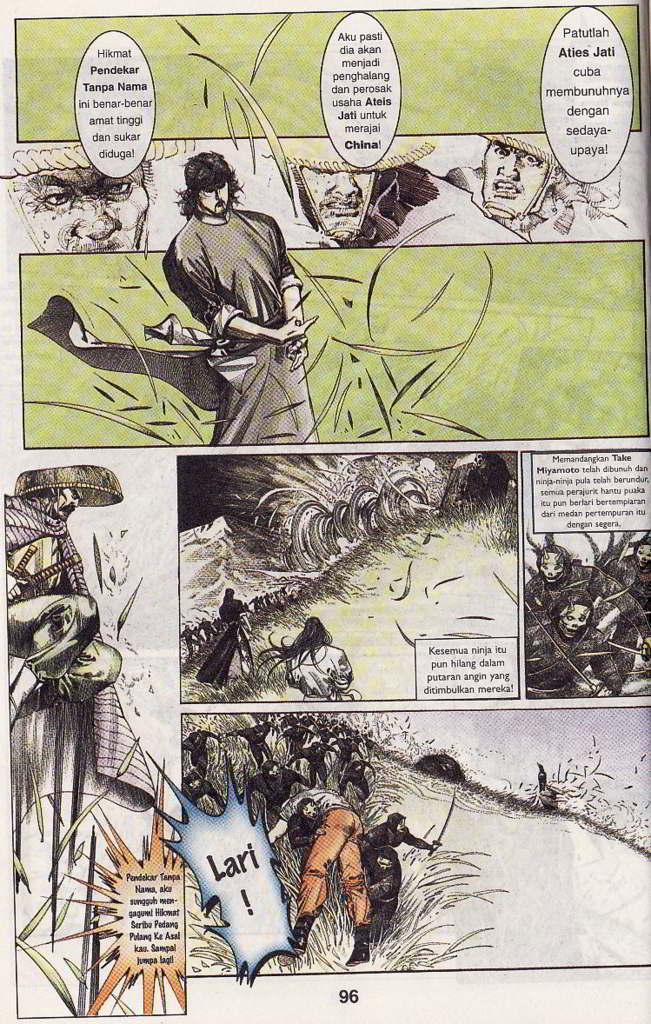 Hikmat
Pendekar
Tanpa Nama
ini benar-benar
amat tinggi
dan sukar
diduga!
Aku pasti
dia akan
menjadi
penghalang
dan perosak
usaha Ateis
Jati untuk
merajai
China!
Patutlah
Aties Jati
cuba
membunuhnya
dengan
sedaya-
upaya!
Kesemua ninja itu
pun hilang dalam
putaran angin yang
ditimbulkan mereka!
Memandangkan Take
Miyamoto telah dibunuh dan
ninja-ninja pula telah berundur,
semua perajurit hantu puaka
itu pun berlari bertempiaran
dari medan pertempuran itu
dengan segera.
Pendekar Tanpa
Nama, aku
sungguh men-
gagumi Hikmat
Seribu Pedang
Pulang Ke Asal
kau. Sampai
jumpa lagi!
Lari
!
96